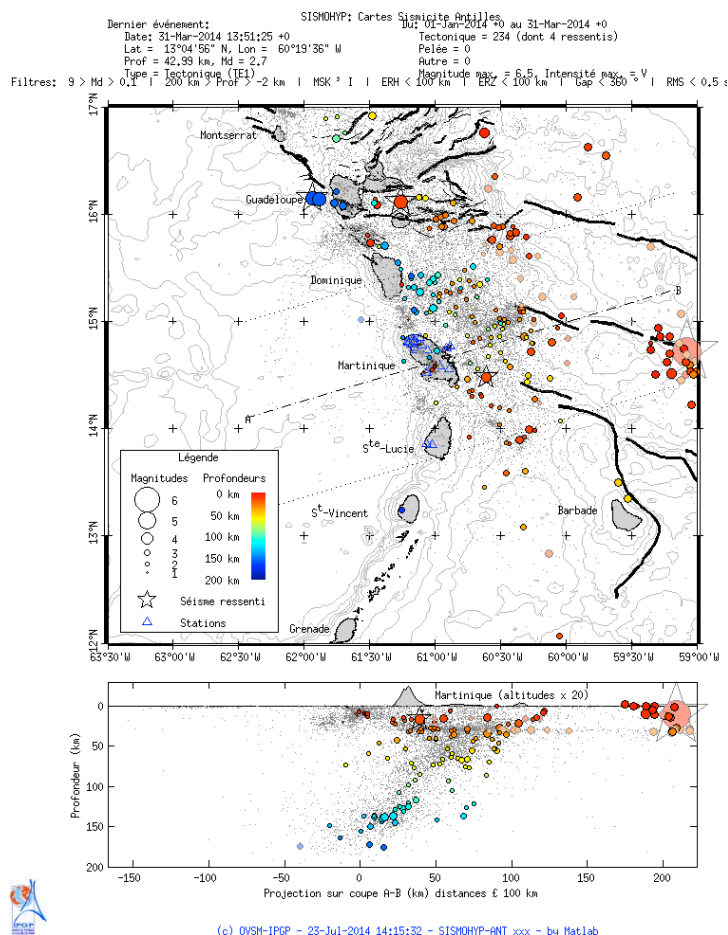 SISMOHYP: Cartes Sismicite Antilles
Dernier événement:
Du: 01-Jan-2014 +0 au 31-Mar-2014 +0
Date: 31-Mar-2014 13:51:25 +0
Tectonique = 234 (dont 4 ressentis)
Lat = 13°04'56" N, Lon = 60°19'36" W
Pelée = 0
Prof = 42.99 km, Md = 2.7
Autre = 0
Type = Tectonique (TE1)
Magnitude max. = 6.5, Intensité max. = V
Filtres: 9 > Md > 0.1 | 200 km > Prof > -2 km | MSK ³ I | ERH < 100 km | ERZ < 100 km | Gap < 360 ° | RMS < 0.5 s
17°N
Montserrat
16°N
Guadeloupe
Dominique
B
15°N
Martinique
A
14°N
Sᵗᵉ-Lucie
Légende
Magnitudes
Profondeurs
6
0 km
5
50 km
4
100 km
3
150 km
2
1
200 km
Séisme ressenti
Stations
Sᵗ-Vincent
Barbade
13°N
Grenade
12°N
63°30'W
63°00'W
62°30'W
62°00'W
61°30'W
61°00'W
60°30'W
60°00'W
59°30'W
59°00'W
Martinique (altitudes x 20)
Profondeur (km)
0
50
100
150
200
-150
-100
-50
0
50
100
150
200
Projection sur coupe A-B (km) distances £ 100 km
IPGP
(c) OVSM-IPGP - 23-Jul-2014 14:15:32 - SISMOHYP-ANT xxx - by Matlab